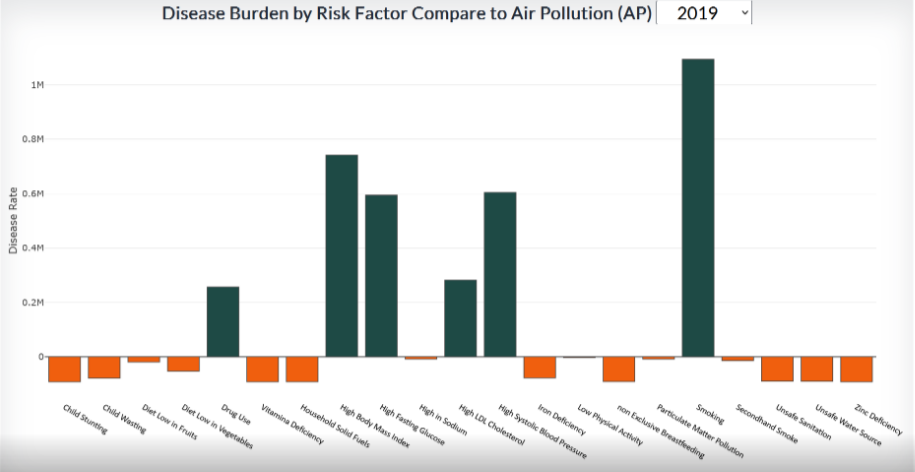 Disease Burden by Risk Factor Compare to Air Pollution (AP) 2019
1M
0.8M
0.6M
0.4M
0.2M
0
Disease Rate
Child Stunting
Child Wasting
Diet Low in Fruits
Diet Low in Vegetables
Drug Use
Vitamina Deficiency
Household Solid Fuels
High Body Mass Index
High Fasting Glucose
High in Sodium
High LDL Cholesterol
High Systolic Blood Pressure
Iron Deficiency
Low Physical Activity
non Exclusive Breastfeeding
Particulate Matter Pollution
Smoking
Secondhand Smoke
Unsafe Sanitation
Unsafe Water Source
Zinc Deficiency